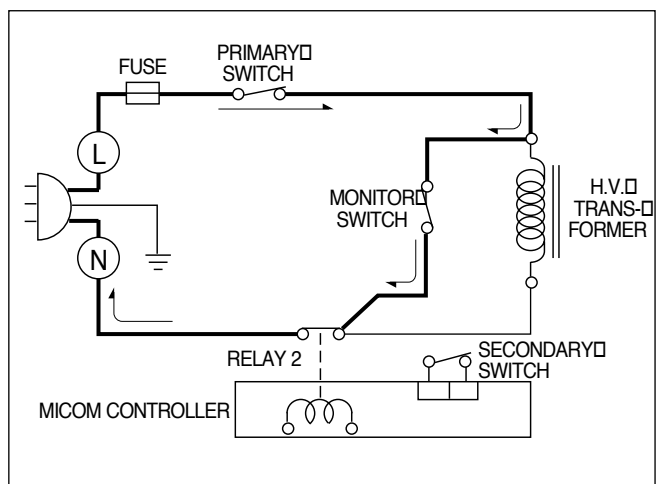 PRIMARY□
SWITCH
FUSE
L
MONITOR□
SWITCH
H.V.□
TRANS-□
FORMER
N
RELAY 2
SECONDARY□
SWITCH
MICOM CONTROLLER